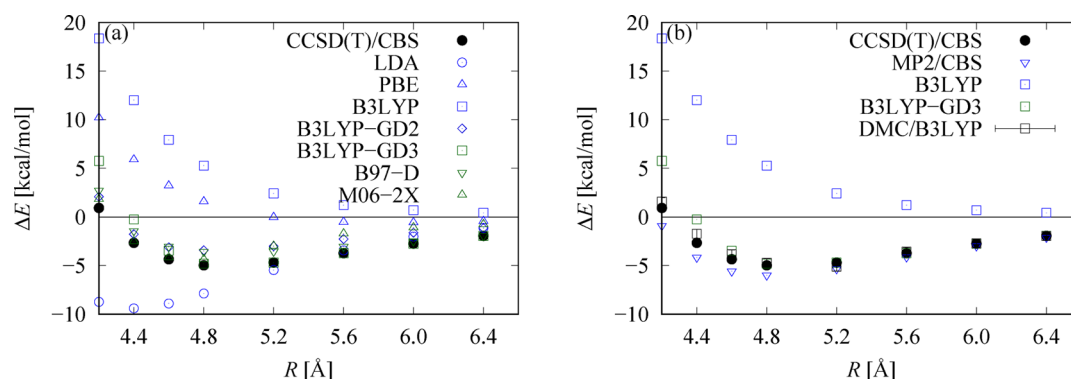 (a)
CCSD(T)/CBS
LDA
PBE
B3LYP
B3LYP−GD2
B3LYP−GD3
B97−D
M06−2X
ΔE [kcal/mol]
20
15
10
5
0
−5
−10
4.4 4.8 5.2 5.6 6.0 6.4
R [Å]
(b)
CCSD(T)/CBS
MP2/CBS
B3LYP
B3LYP−GD3
DMC/B3LYP
ΔE [kcal/mol]
20
15
10
5
0
−5
−10
4.4 4.8 5.2 5.6 6.0 6.4
R [Å]